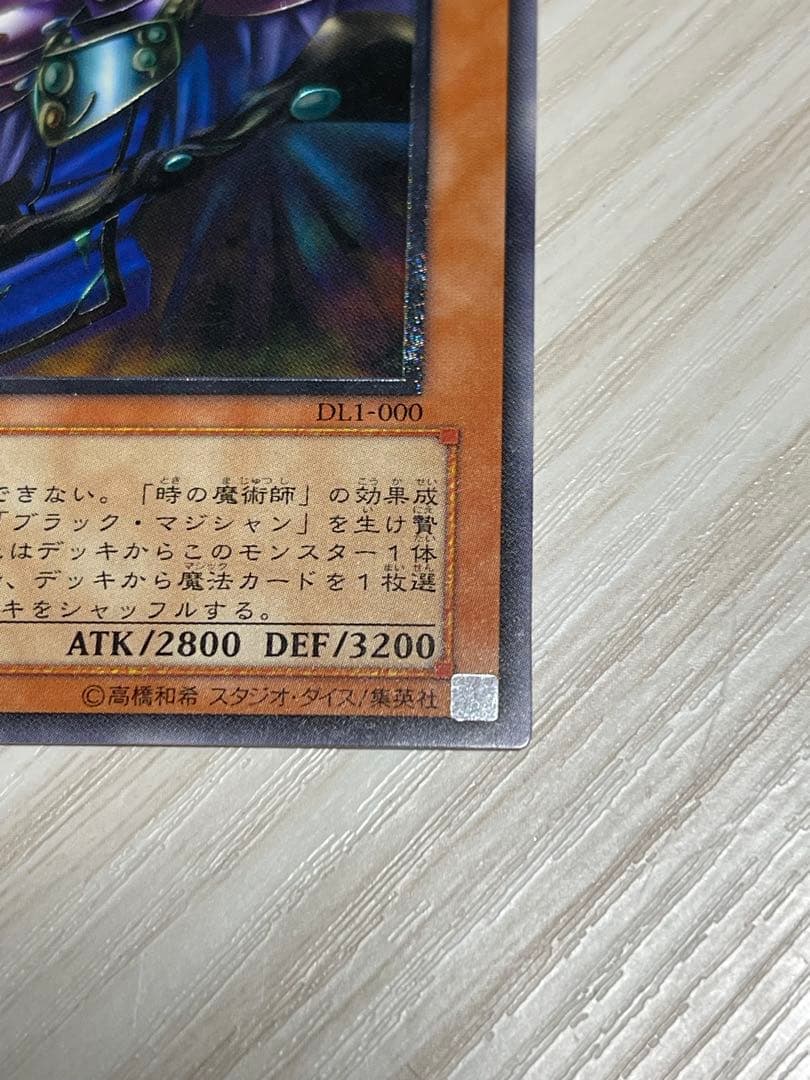 DL1-000
できない。「時の魔術師」の効果成
「ブラック・マジシャン」を生け贄
はデッキからこのモンスター1体
、デッキから魔法カードを1枚選
キをシャッフルする。
ATK/2800 DEF/3200
©高橋和希 スタジオ・ダイス/集英社